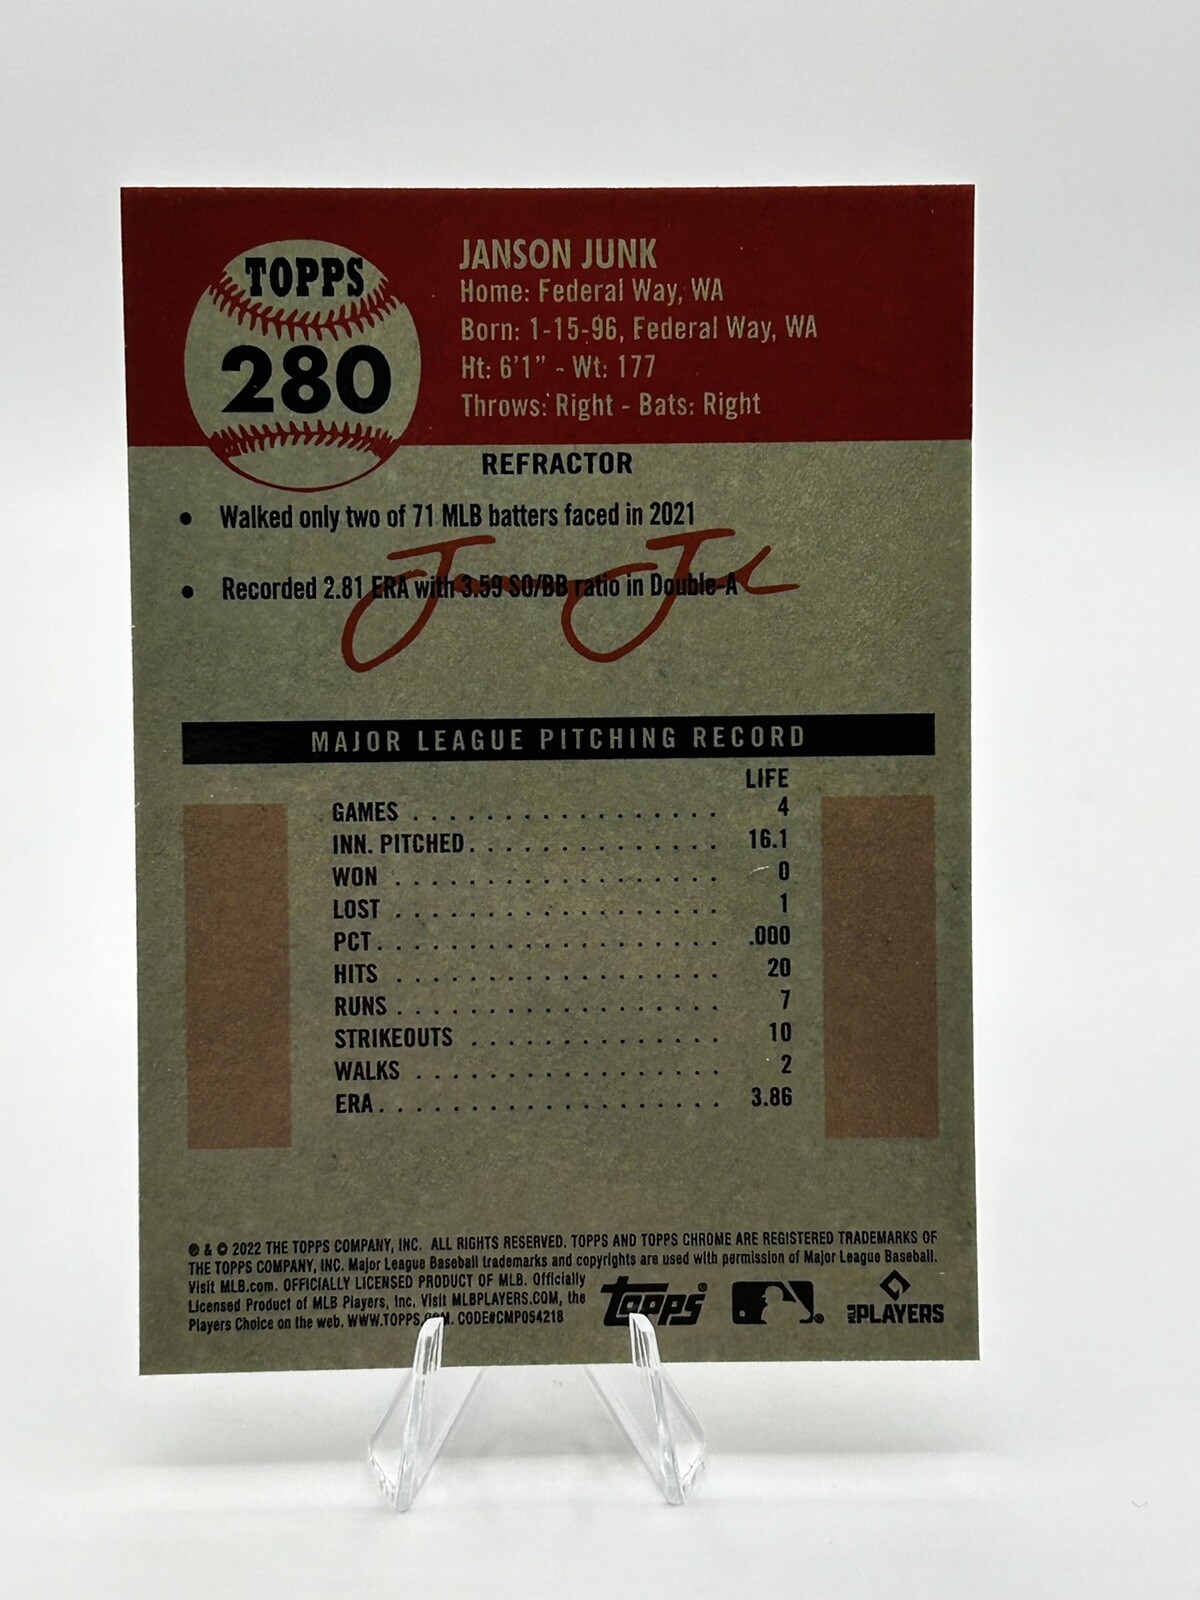 TOPPS
280
JANSON JUNK
Home: Federal Way, WA
Born: 1-15-96, Federal Way, WA
Ht: 6'1" - Wt: 177
Throws: Right - Bats: Right
REFRACTOR
• Walked only two of 71 MLB batters faced in 2021
• Recorded 2.81 ERA with 3.59 SO/BB ratio in Double-A
MAJOR LEAGUE PITCHING RECORD
LIFE
GAMES . . . . . . . . . . . . . . . . . 4
INN. PITCHED . . . . . . . . . . . . . . 16.1
WON . . . . . . . . . . . . . . . . . . 0
LOST . . . . . . . . . . . . . . . . . . 1
PCT . . . . . . . . . . . . . . . . . . .000
HITS . . . . . . . . . . . . . . . . . . 20
RUNS . . . . . . . . . . . . . . . . . . 7
STRIKEOUTS . . . . . . . . . . . . . . 10
WALKS . . . . . . . . . . . . . . . . . 2
ERA . . . . . . . . . . . . . . . . . . . 3.86
® & © 2022 THE TOPPS COMPANY, INC. ALL RIGHTS RESERVED. TOPPS AND TOPPS CHROME ARE REGISTERED TRADEMARKS OF
THE TOPPS COMPANY, INC. Major League Baseball trademarks and copyrights are used with permission of Major League Baseball.
Visit MLB.com. OFFICIALLY LICENSED PRODUCT OF MLB. Officially
Licensed Product of MLB Players, Inc. Visit MLBPLAYERS.COM, the
Players Choice on the web. WWW.TOPPS.COM. CODE#CMP054218
topps®
MLB PLAYERS